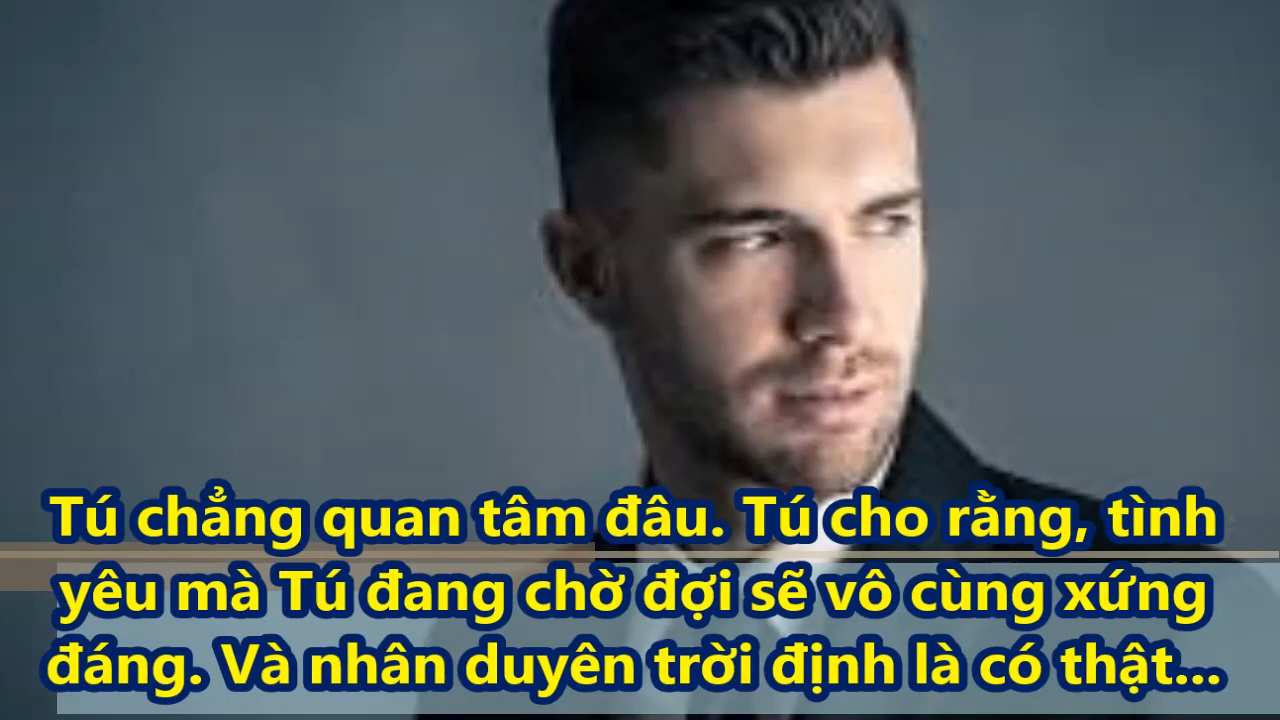 Tú chẳng quan tâm đâu. Tú cho rằng, tình
yêu mà Tú đang chờ đợi sẽ vô cùng xứng
đáng. Và nhân duyên trời định là có thật...